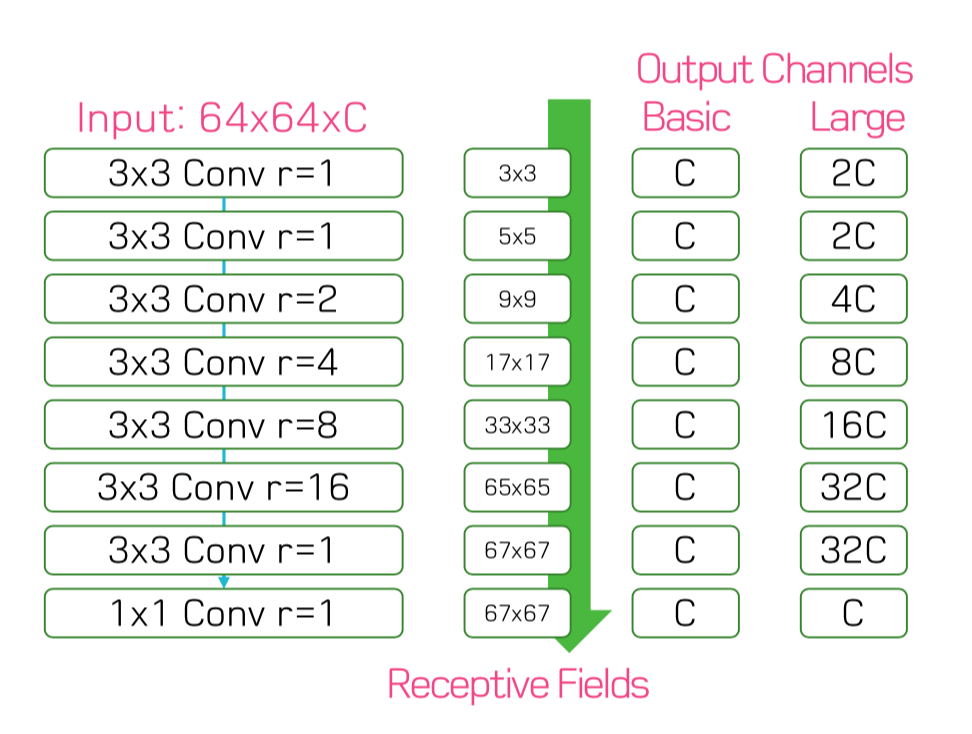 Output Channels
Input: 64x64xC Basic Large
3x3 Conv r=1 3x3 C 2C
3x3 Conv r=1 5x5 C 2C
3x3 Conv r=2 9x9 C 4C
3x3 Conv r=4 17x17 C 8C
3x3 Conv r=8 33x33 C 16C
3x3 Conv r=16 65x65 C 32C
3x3 Conv r=1 67x67 C 32C
1x1 Conv r=1 67x67 C C
Receptive Fields